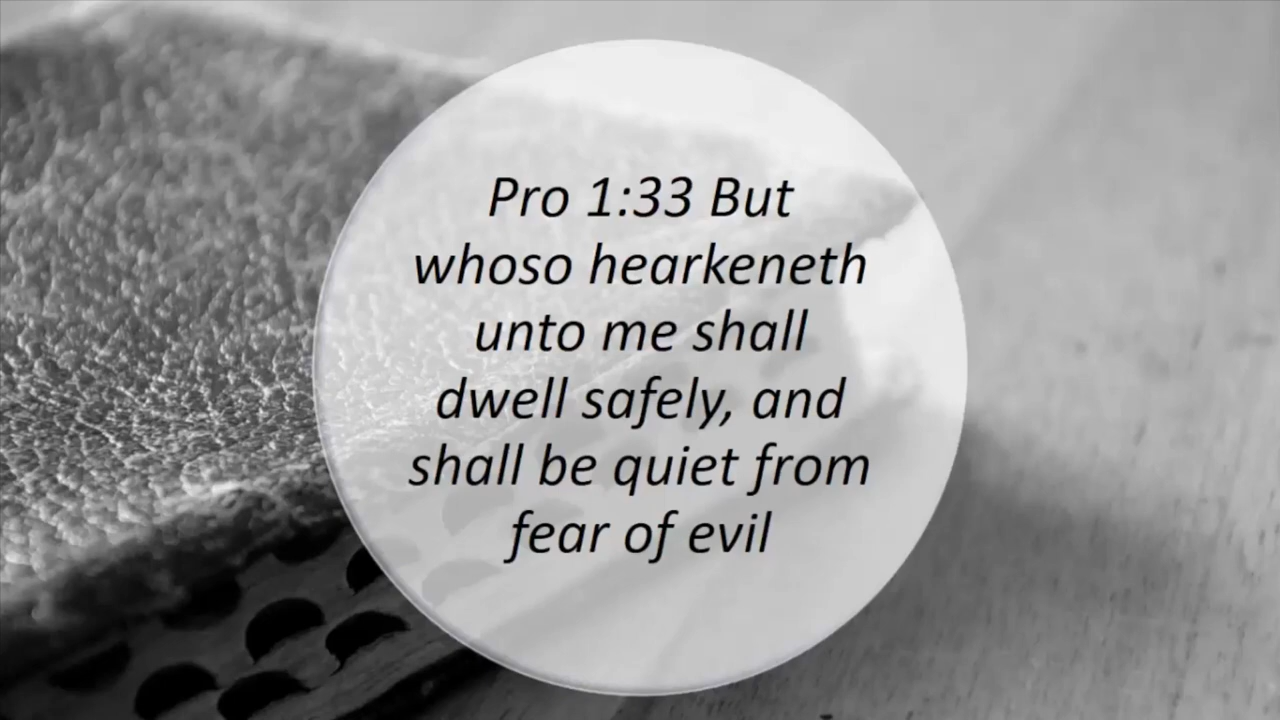 Pro 1:33 But
whoso hearkeneth
unto me shall
dwell safely, and
shall be quiet from
fear of evil